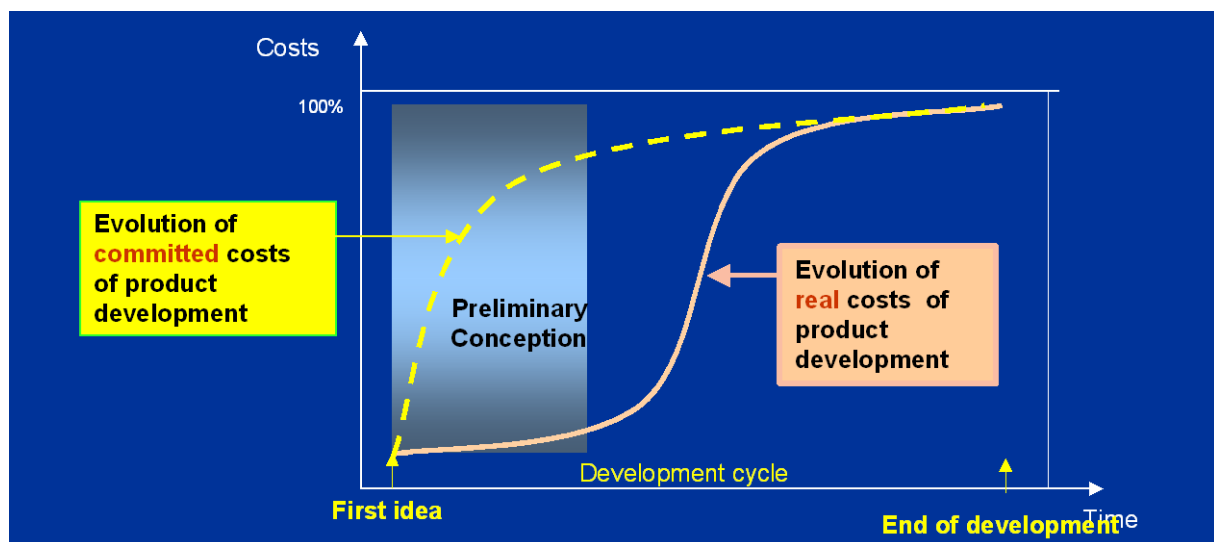 Costs
100%
Evolution of
committed costs
of product
development
Preliminary
Conception
Evolution of
real costs of
product
development
Development cycle
First idea
End of development
Time